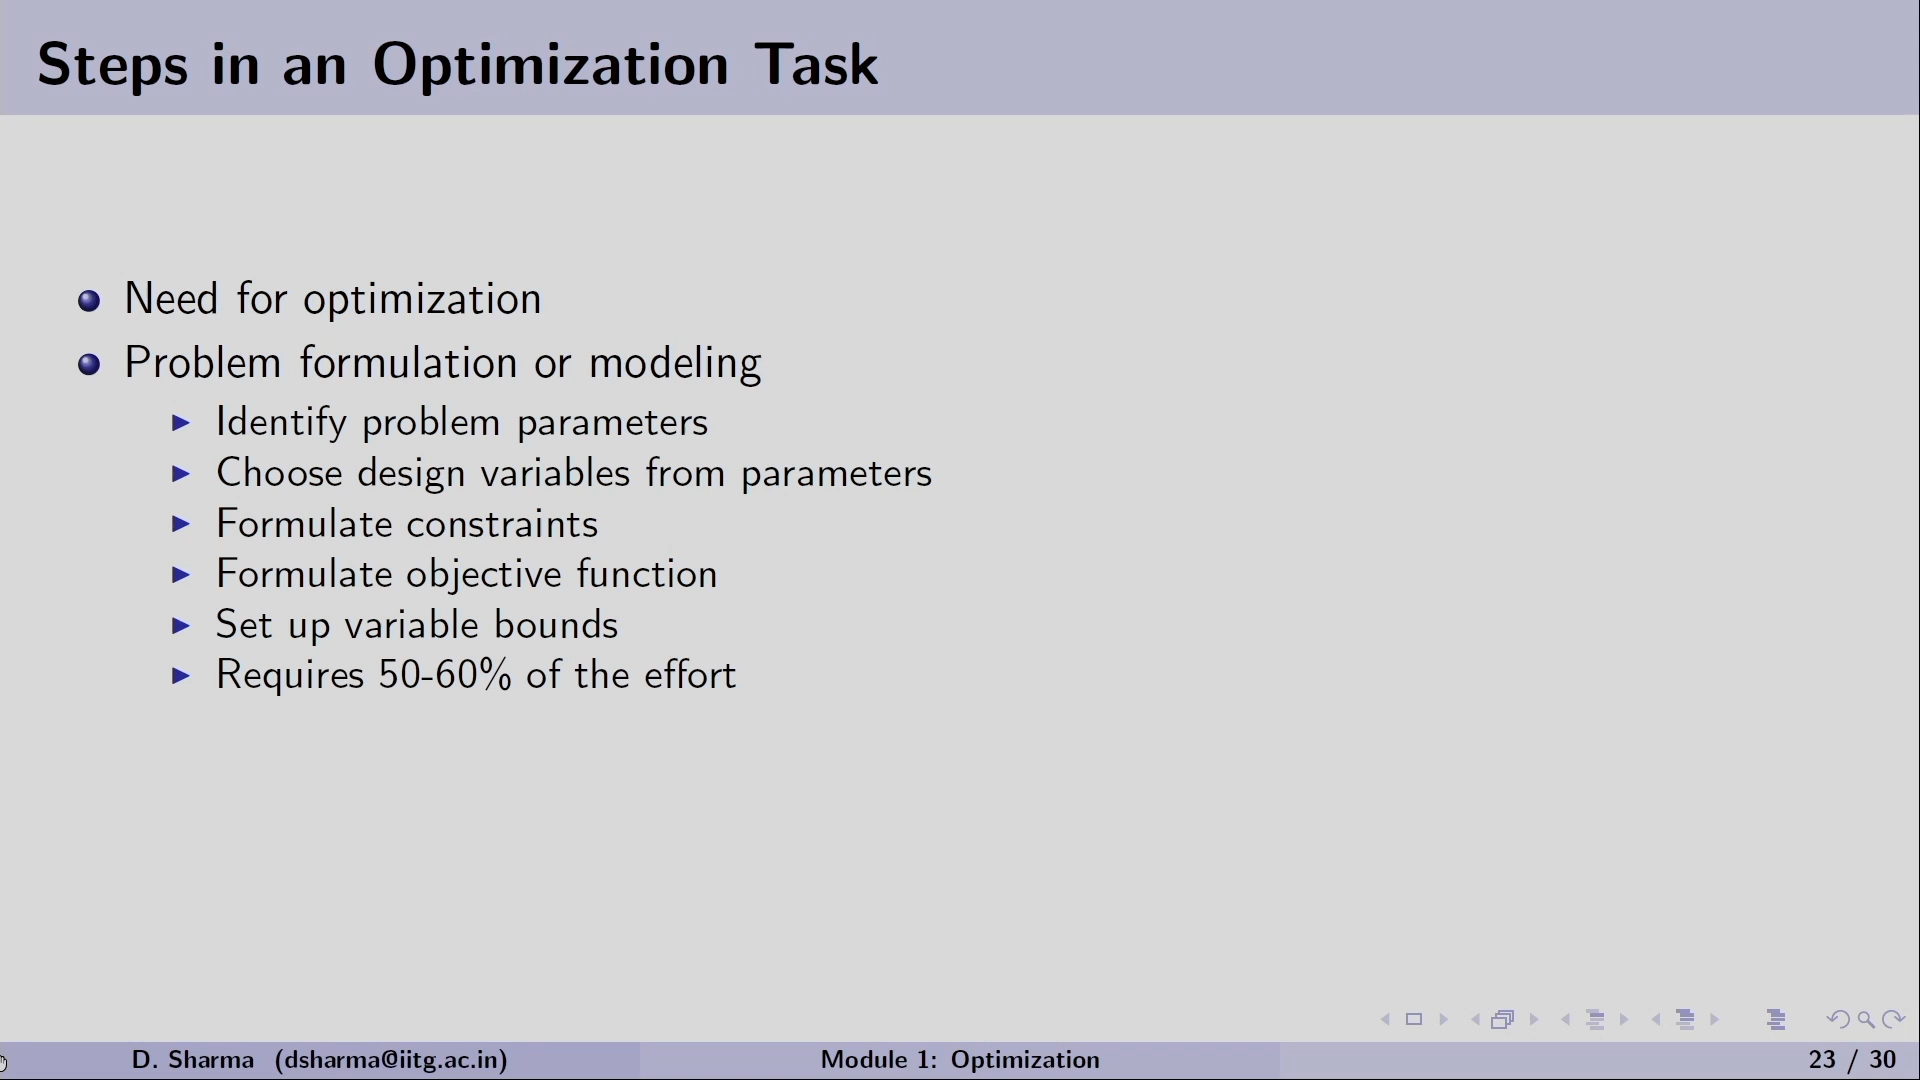 Steps in an Optimization Task
Need for optimization
Problem formulation or modeling
Identify problem parameters
Choose design variables from parameters
Formulate constraints
Formulate objective function
Set up variable bounds
Requires 50-60% of the effort
D. Sharma (dsharma@iitg.ac.in)
Module 1: Optimization
23 / 30